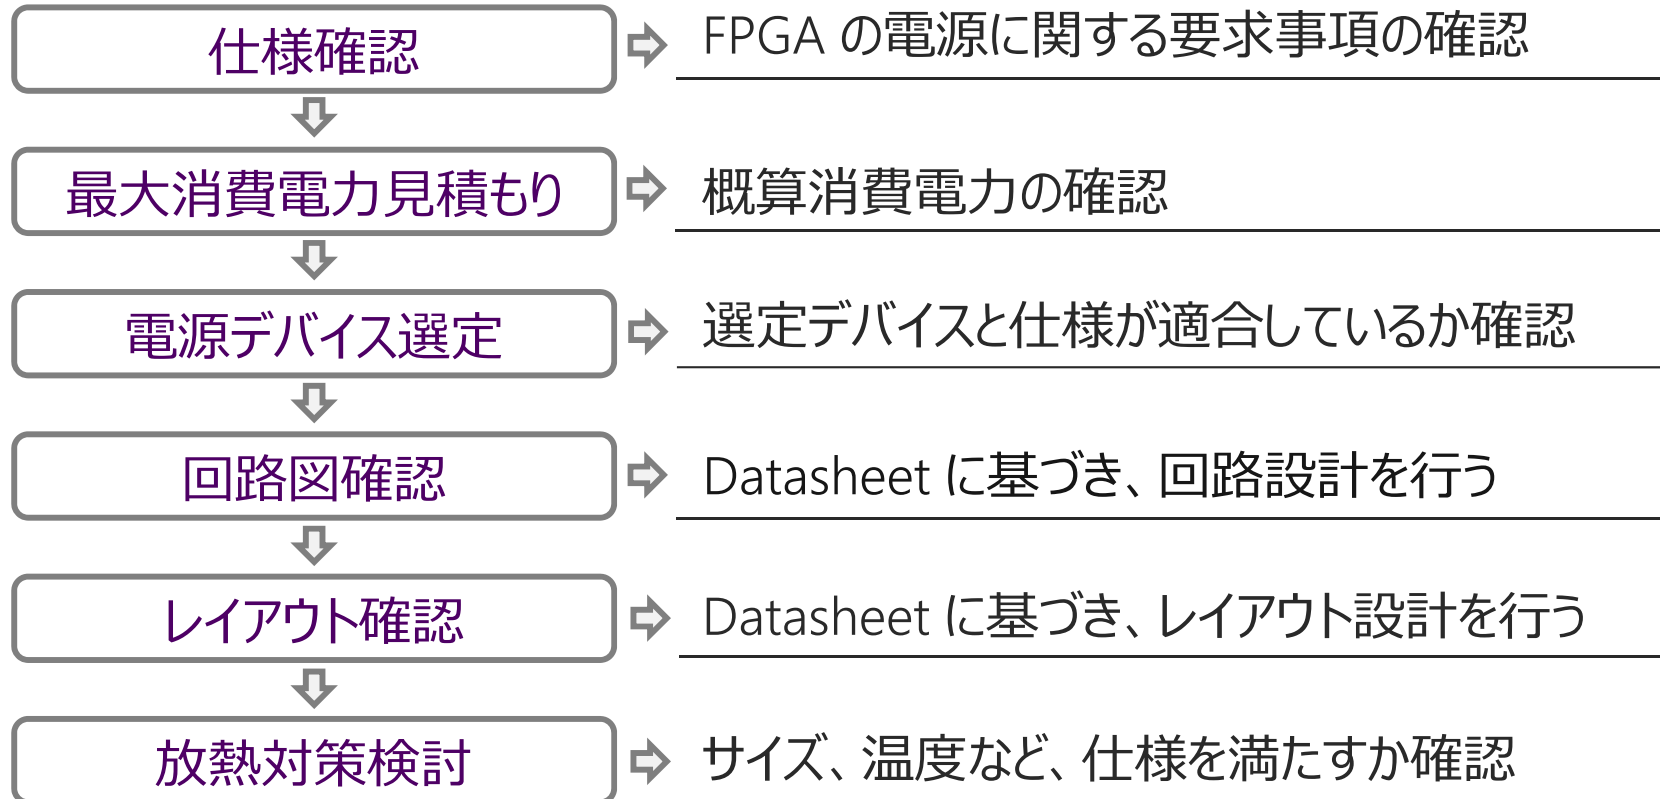 仕様確認
FPGA の電源に関する要求事項の確認
最大消費電力見積もり
概算消費電力の確認
電源デバイス選定
選定デバイスと仕様が適合しているか確認
回路図確認
Datasheet に基づき、回路設計を行う
レイアウト確認
Datasheet に基づき、レイアウト設計を行う
放熱対策検討
サイズ、温度など、仕様を満たすか確認